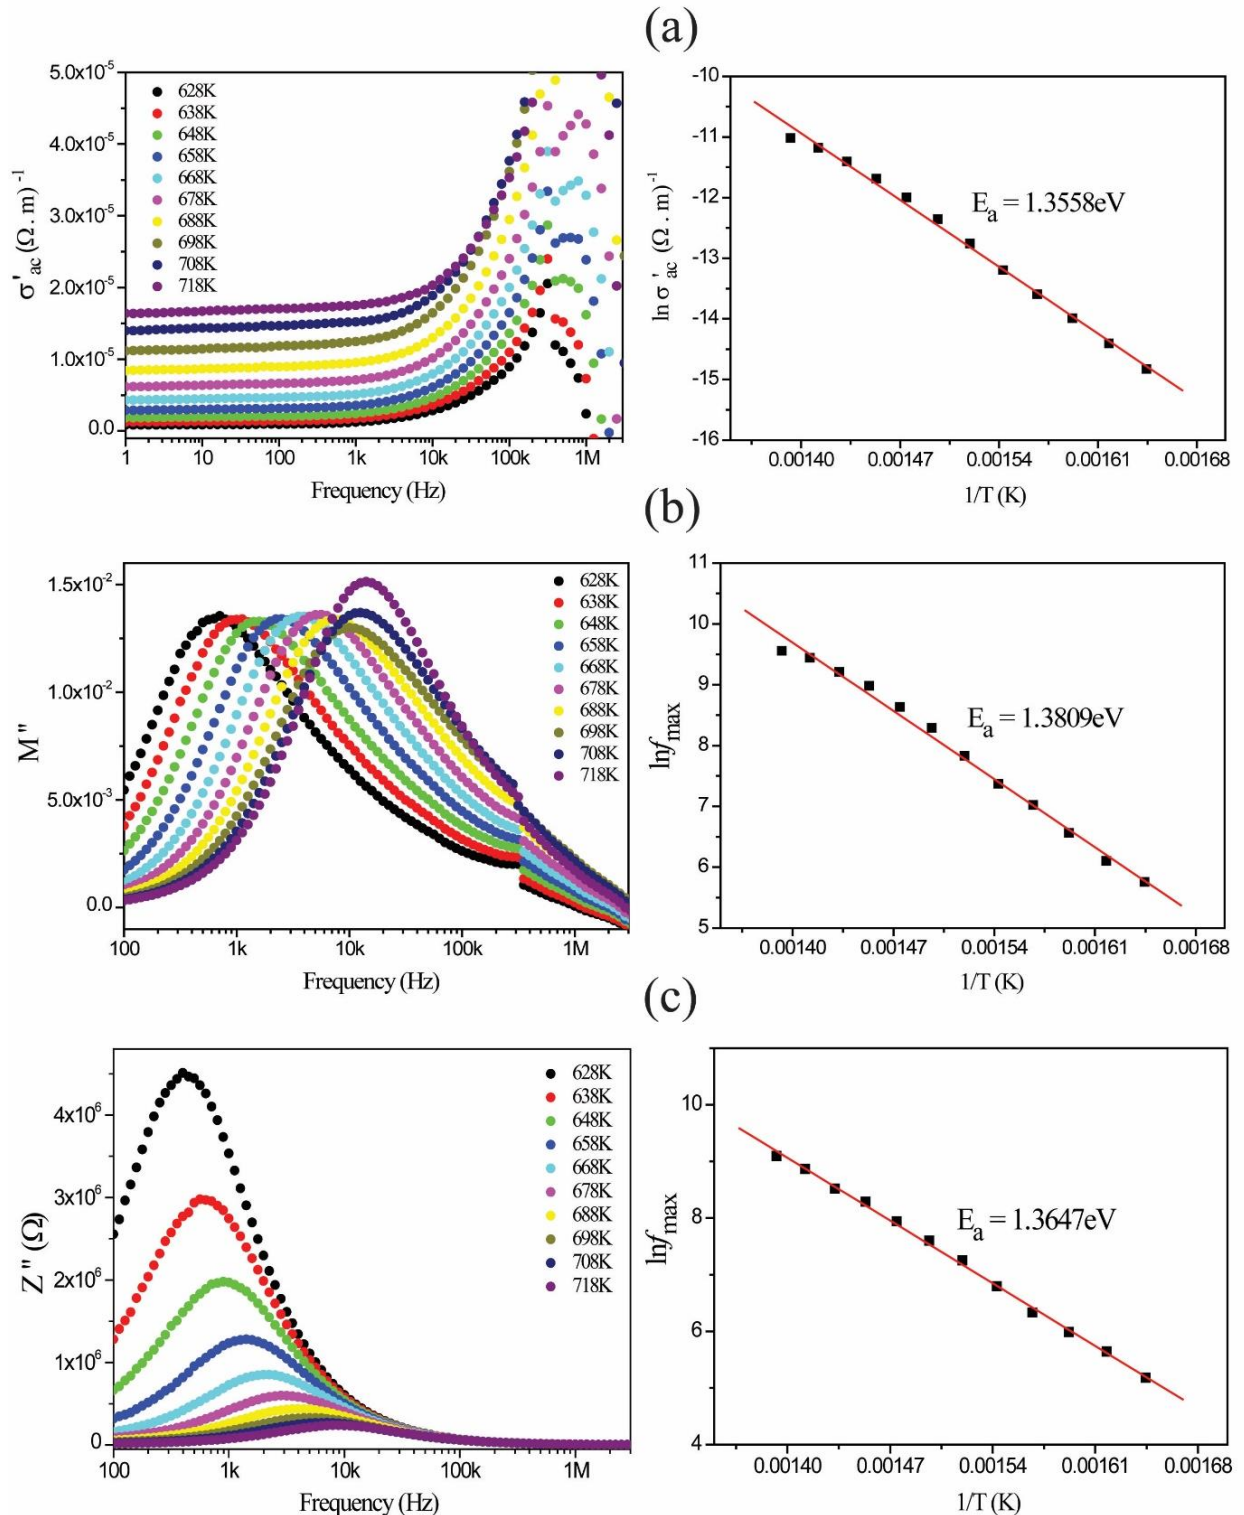 (a)
5.0x10⁻⁵
4.0x10⁻⁵
3.0x10⁻⁵
2.0x10⁻⁵
1.0x10⁻⁵
0.0
σ'ac (Ω . m)⁻¹
628K
638K
648K
658K
668K
678K
688K
698K
708K
718K
1 10 100 1k 10k 100k 1M
Frequency (Hz)
-10
-11
-12
-13
-14
-15
-16
ln σ'ac (Ω . m)⁻¹
Eₐ = 1.3558eV
0.00140 0.00147 0.00154 0.00161 0.00168
1/T (K)
(b)
1.5x10⁻²
1.0x10⁻²
5.0x10⁻³
0.0
M"
628K
638K
648K
658K
668K
678K
688K
698K
708K
718K
100 1k 10k 100k 1M
Frequency (Hz)
11
10
9
8
7
6
5
lnfmax
Eₐ = 1.3809eV
0.00140 0.00147 0.00154 0.00161 0.00168
1/T (K)
(c)
4x10⁶
3x10⁶
2x10⁶
1x10⁶
0
Z" (Ω)
628K
638K
648K
658K
668K
678K
688K
698K
708K
718K
100 1k 10k 100k 1M
Frequency (Hz)
10
8
6
4
lnfmax
Eₐ = 1.3647eV
0.00140 0.00147 0.00154 0.00161 0.00168
1/T (K)